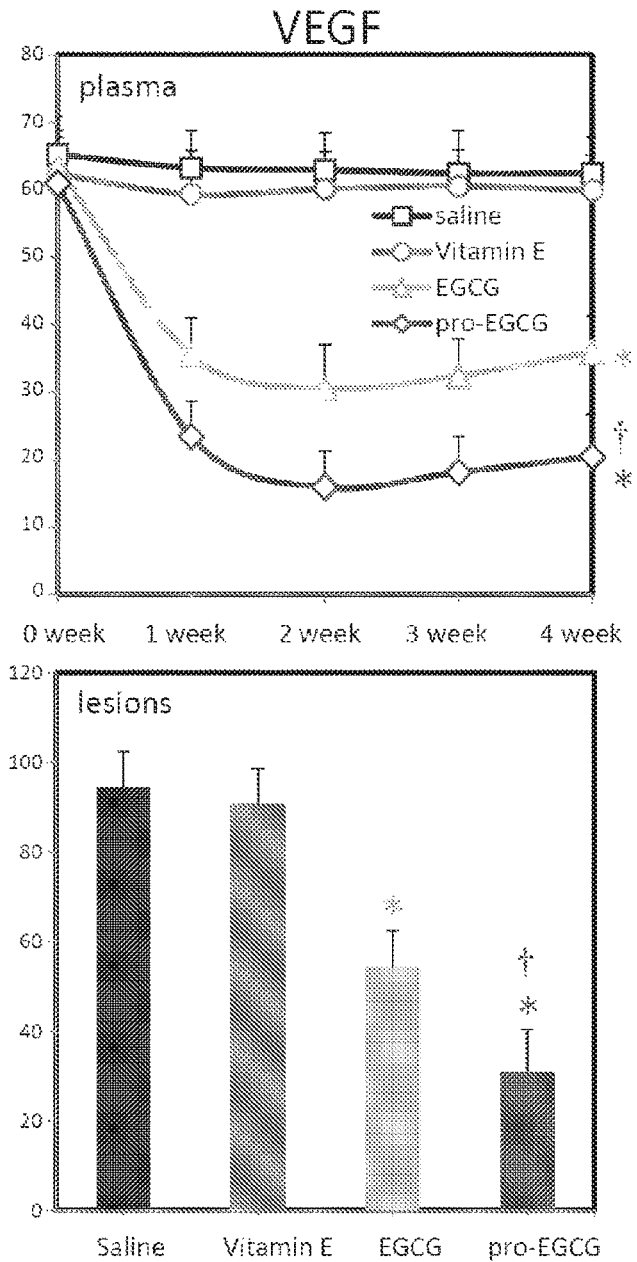 VEGF
80
plasma
70
60
saline
50
Vitamin E
EGCG
40
pro-EGCG
*
30
†
20
*
10
0
0 week 1 week 2 week 3 week 4 week
120
lesions
100
80
*
60
†
*
40
20
0
Saline Vitamin E EGCG pro-EGCG